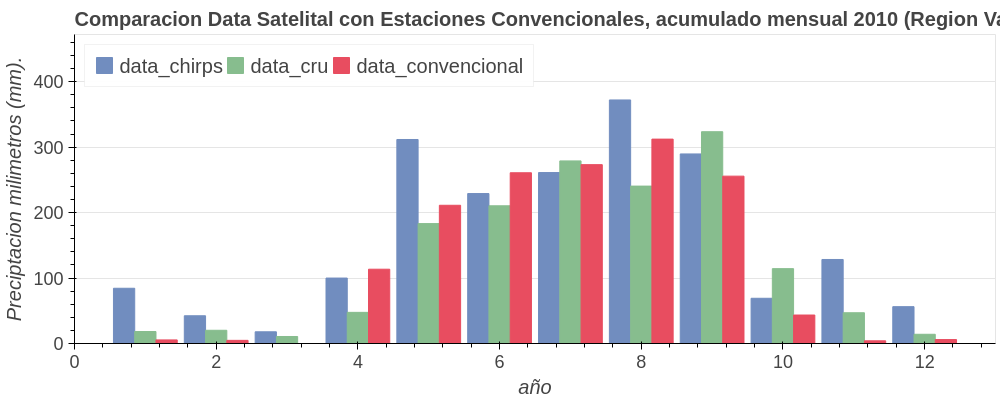 Comparacion Data Satelital con Estaciones Convencionales, acumulado mensual 2010 (Region Va
data_chirps data_cru data_convencional
Preciptacion milimetros (mm).
400
300
200
100
0
0 2 4 6 8 10 12
año